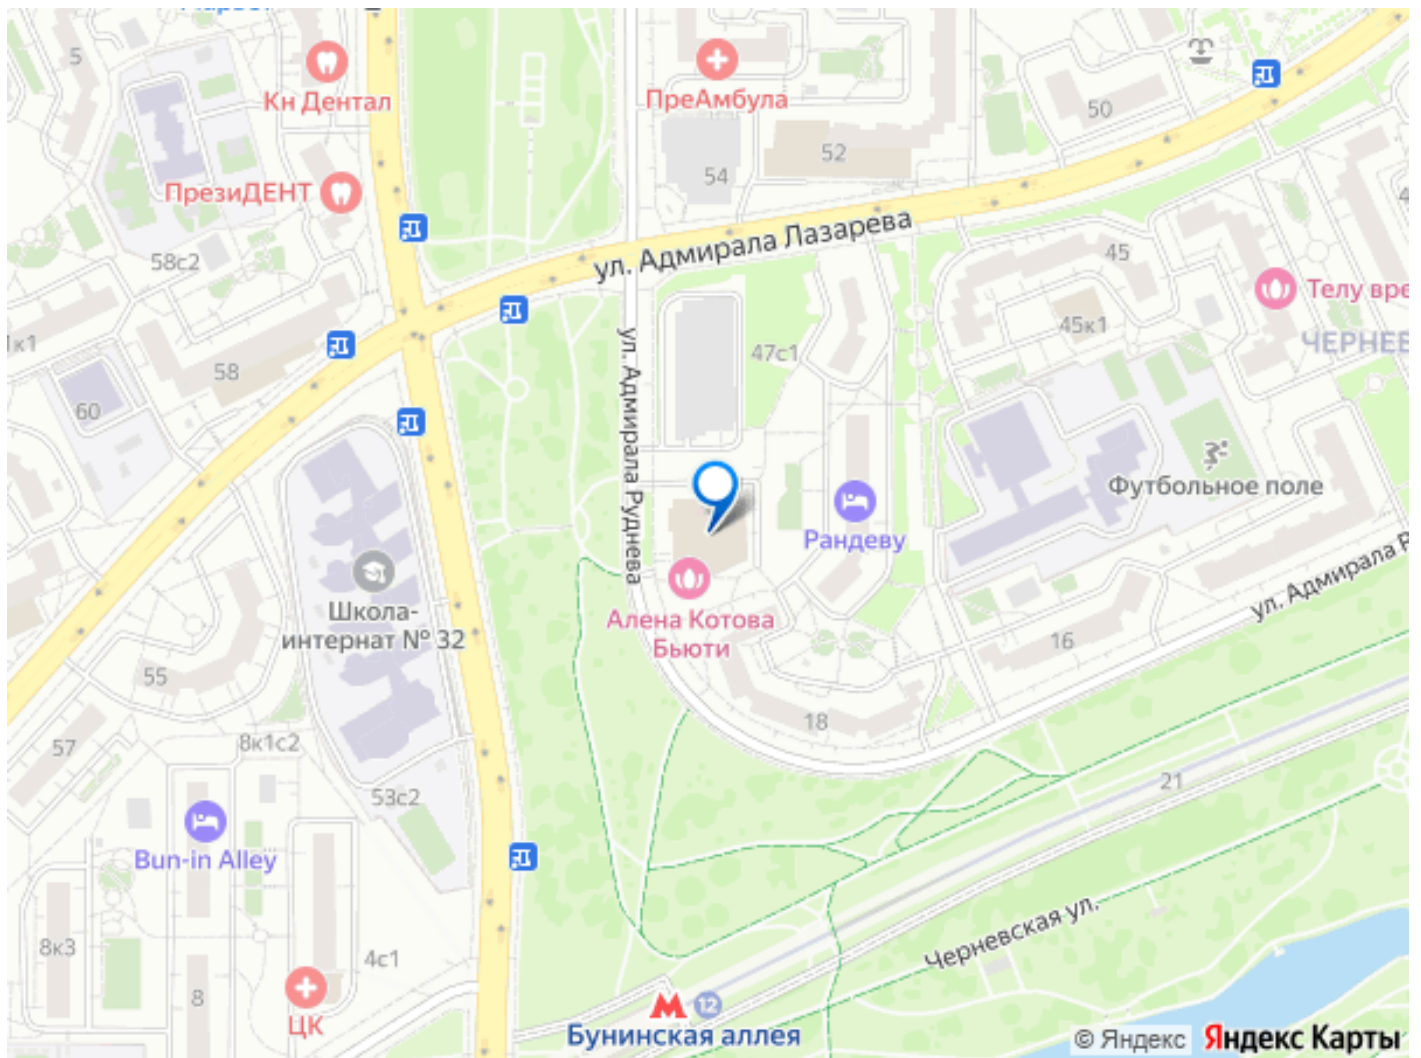 5
Кн Дентал
ПреАмбула
50
52
54
ПрезиДЕНТ
ул. Адмирала Лазарева
58с2
45
Телу вре
45к1
ЧЕРНЕВ
47с1
58
60
ул. Адмирала Руднева
Футбольное поле
Рандеву
Школа-
интернат № 32
Алена Котова
Бьюти
ул. Адмирала Р
16
55
18
57
8к1с2
21
53с2
Bun-in Alley
Черневская ул.
8к3
4с1
8
ЦК
12
Бунинская аллея
© Яндекс Яндекс Карты